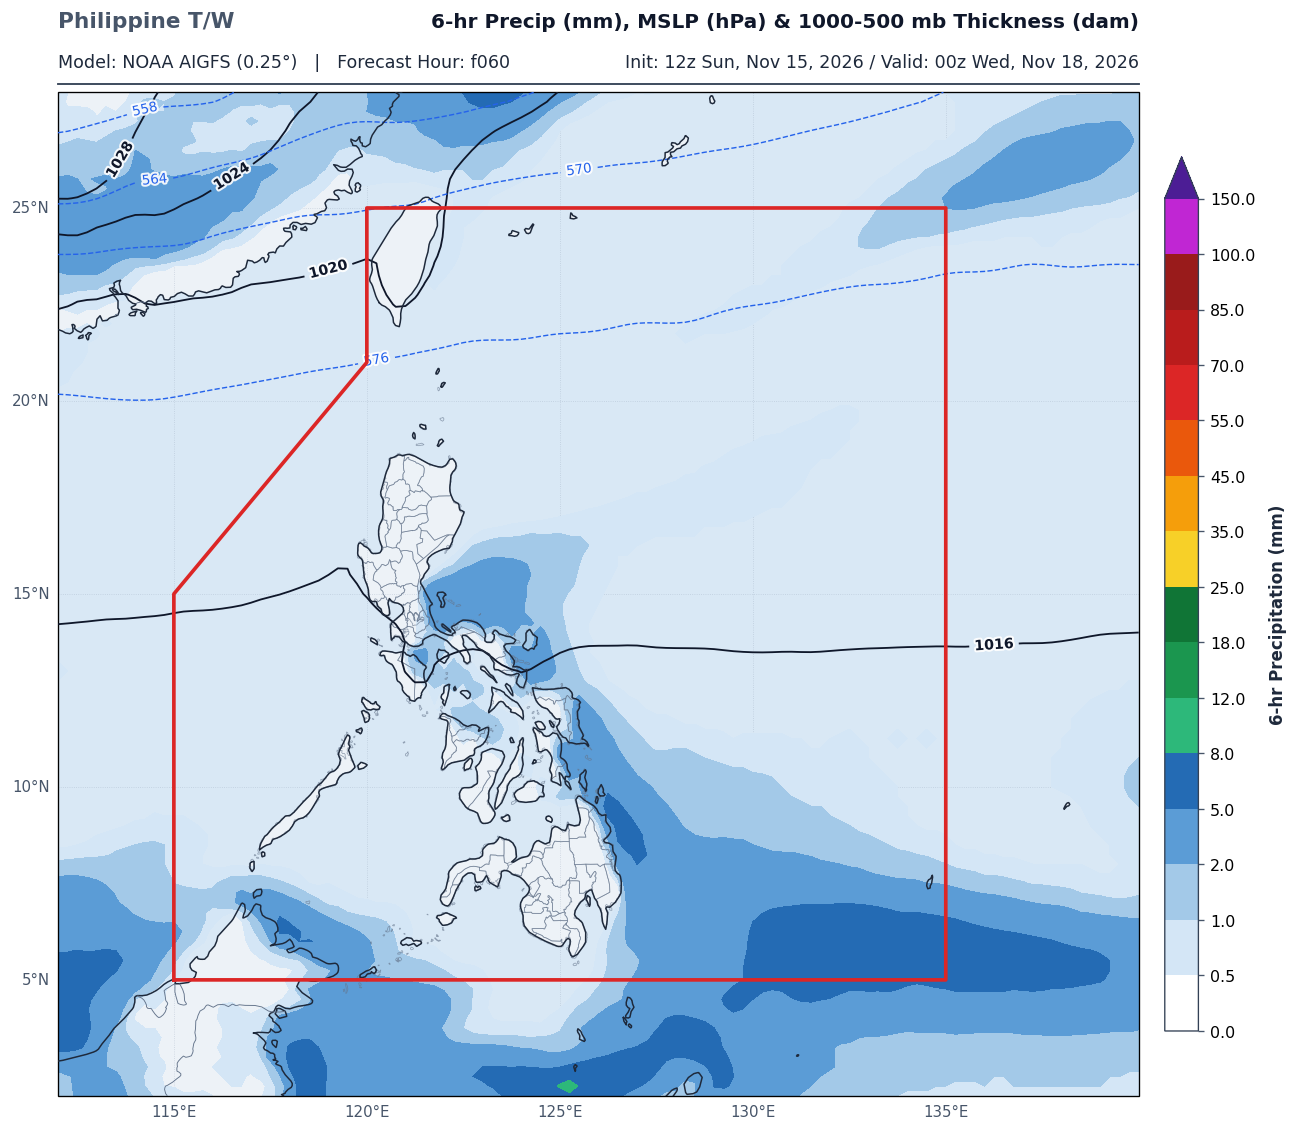 Philippine T/W
6-hr Precip (mm), MSLP (hPa) & 1000-500 mb Thickness (dam)
Model: NOAA AIGFS (0.25°) | Forecast Hour: f060
Init: 12z Sun, Nov 15, 2026 / Valid: 00z Wed, Nov 18, 2026
558
1028
564
1024
570
1020
576
1016
25°N
20°N
15°N
10°N
5°N
115°E
120°E
125°E
130°E
135°E
150.0
100.0
85.0
70.0
55.0
45.0
35.0
25.0
18.0
12.0
8.0
5.0
2.0
1.0
0.5
0.0
6-hr Precipitation (mm)